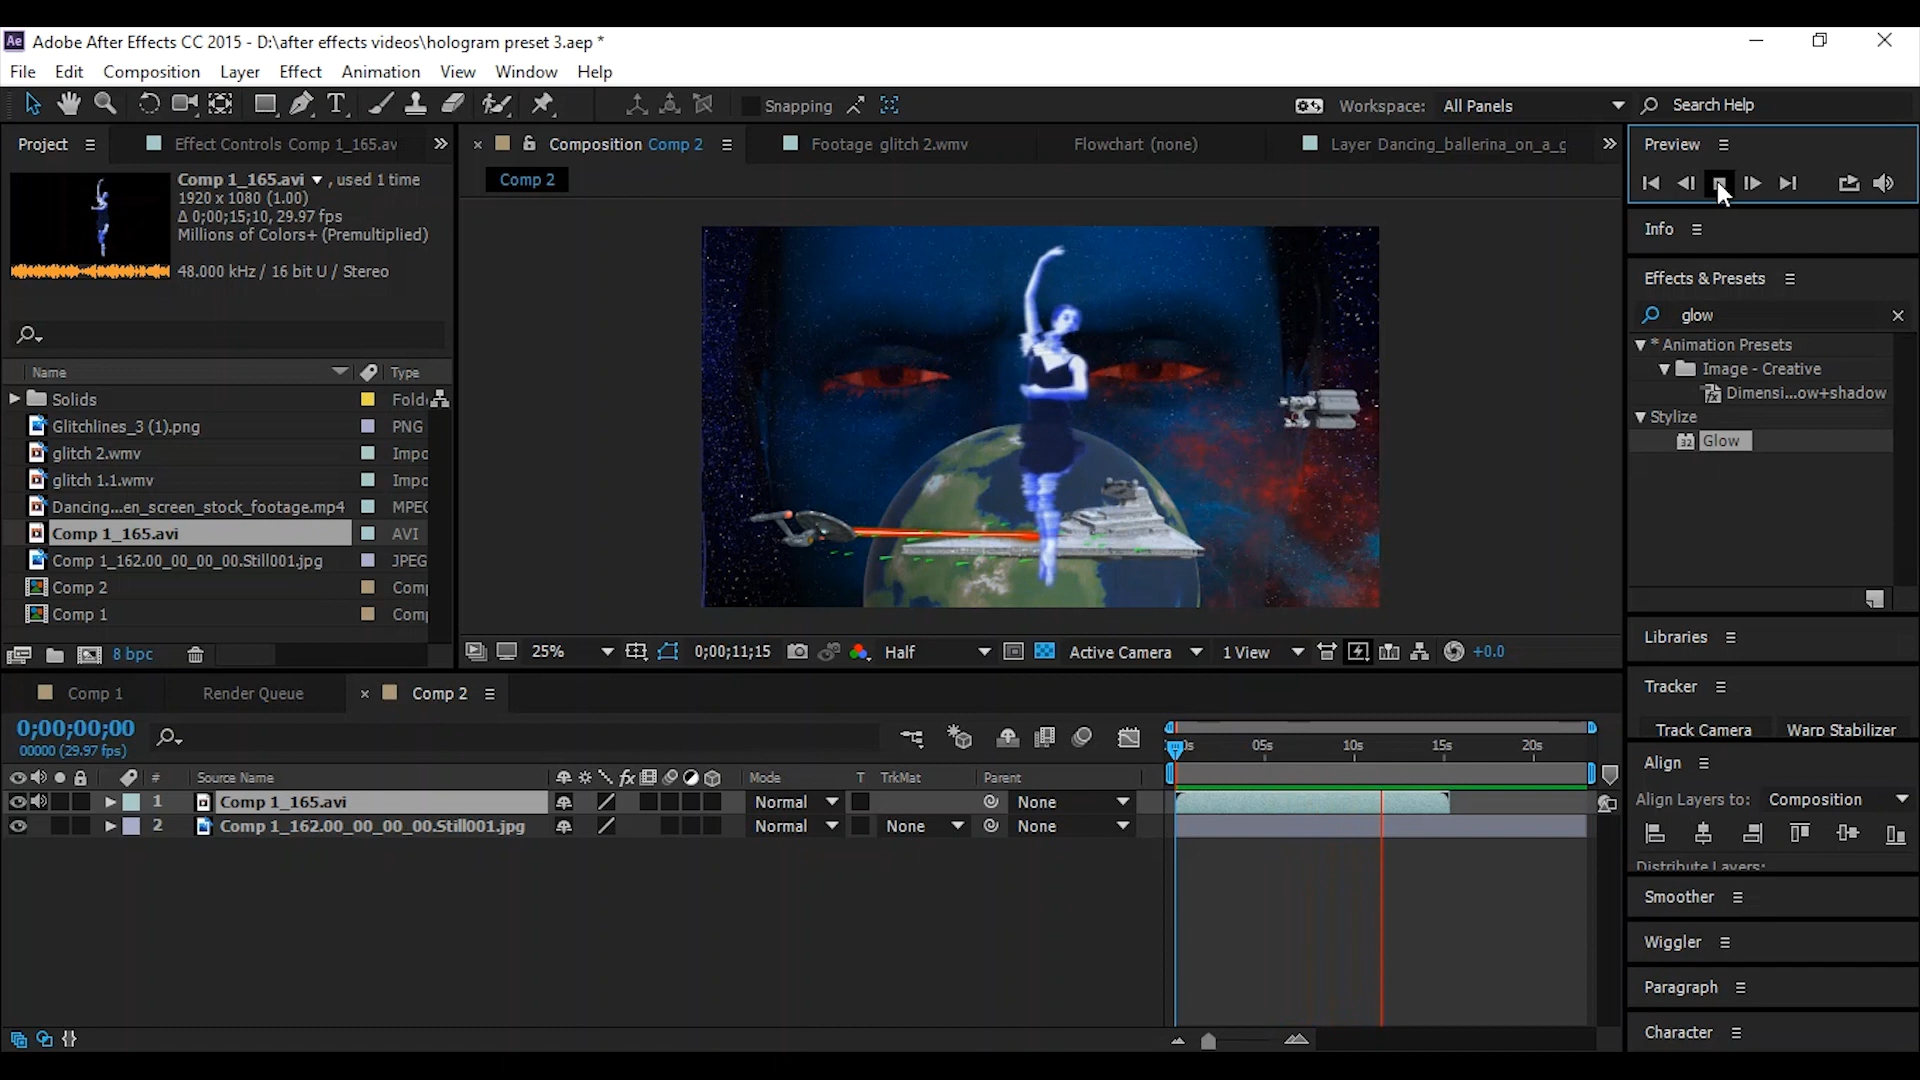 Ae Adobe After Effects CC 2015 - D:\after effects videos\hologram preset 3.aep *
File Edit Composition Layer Effect Animation View Window Help
T Snapping Workspace: All Panels Search Help
Project Effect Controls Comp 1_165.av
Composition Comp 2 Footage glitch 2.wmv Flowchart (none) Layer Dancing_ballerina_on_a_g
Preview
Comp 1_165.avi , used 1 time
1920 x 1080 (1.00)
Δ 0;00;15;10, 29.97 fps
Millions of Colors+ (Premultiplied)
48.000 kHz / 16 bit U / Stereo
Comp 2
Info
Effects & Presets
glow
* Animation Presets
Image - Creative
Dimensi...ow+shadow
Stylize
32 Glow
Name Type
Solids Fold
Glitchlines_3 (1).png PNG
glitch 2.wmv Impo
glitch 1.1.wmv Impo
Dancing...en_screen_stock_footage.mp4 MPEG
Comp 1_165.avi AVI
Comp 1_162.00_00_00_00.Still001.jpg JPEG
Comp 2 Com
Comp 1 Com
8 bpc
25% 0;00;11;15 Half Active Camera 1 View +0.0
Libraries
Tracker
Track Camera Warp Stabilizer
Align
Align Layers to: Composition
Distribute Layers:
Smoother
Wiggler
Paragraph
Character
Comp 1 Render Queue Comp 2
0;00;00;00
00000 (29.97 fps)
05s 10s 15s 20s
# Source Name fx Mode T TrkMat Parent
1 Comp 1_165.avi Normal None
2 Comp 1_162.00_00_00_00.Still001.jpg Normal None None